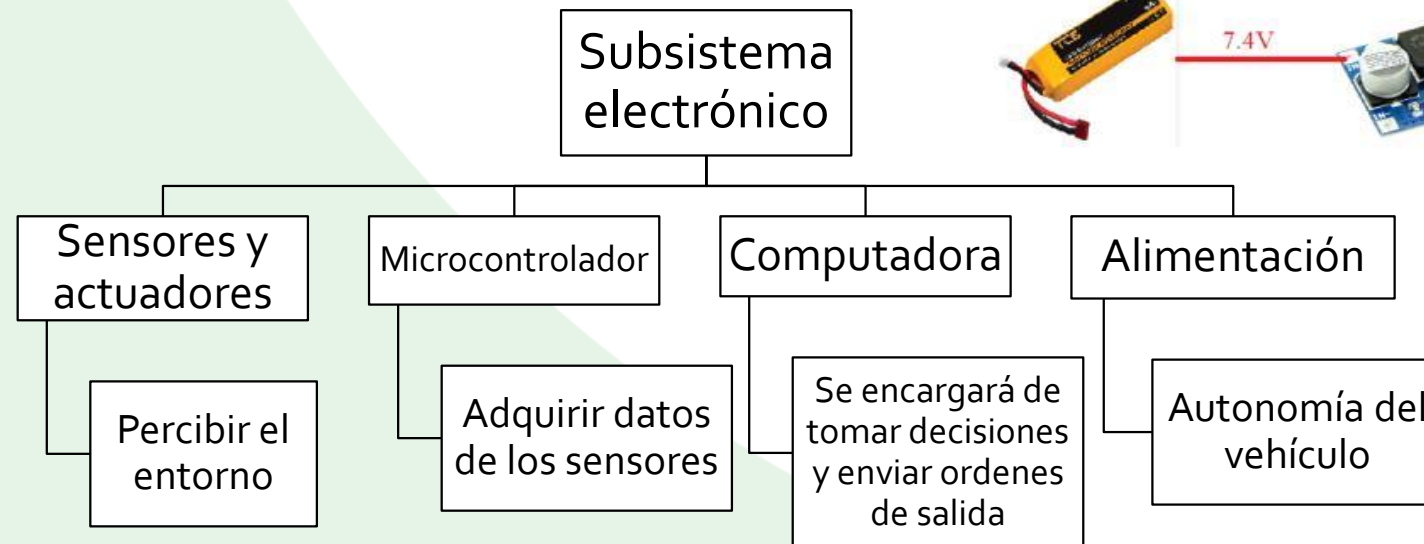 Subsistema
electrónico
7.4V
Sensores y
actuadores
Microcontrolador
Computadora
Alimentación
Percibir el
entorno
Adquirir datos
de los sensores
Se encargará de
tomar decisiones
y enviar ordenes
de salida
Autonomía del
vehículo